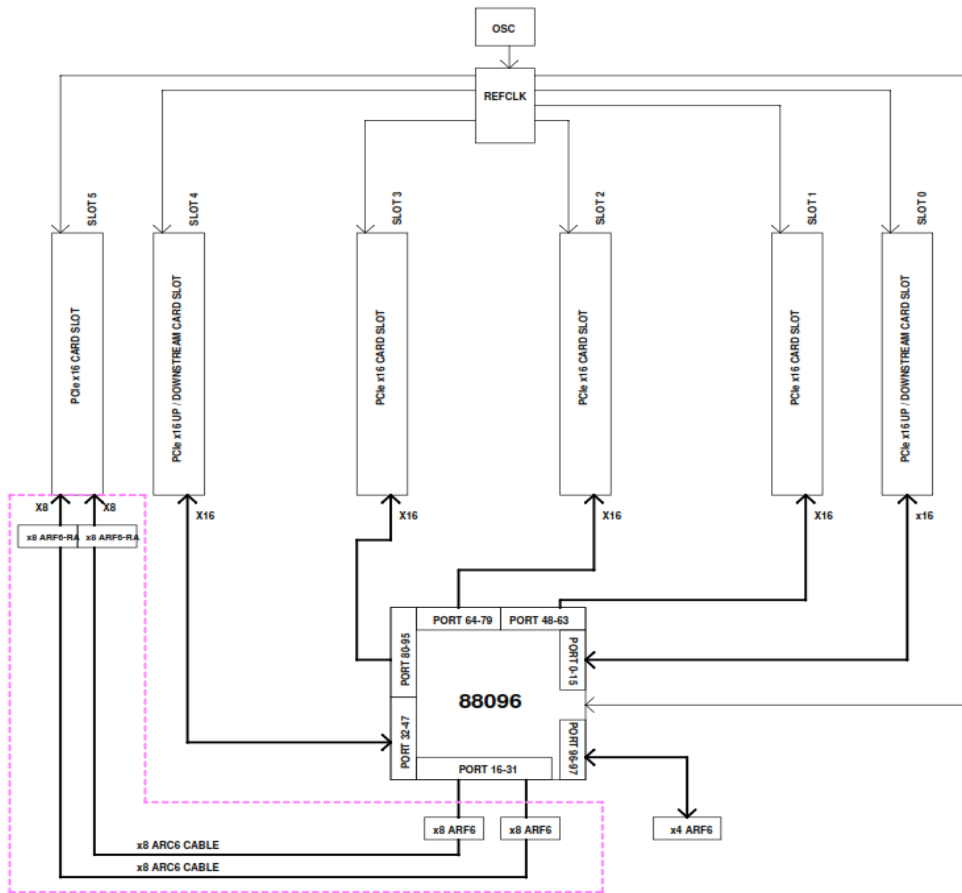 OSC
REFCLK
SLOT 5
SLOT 4
SLOT 3
SLOT 2
SLOT 1
SLOT 0
PCIe x16 CARD SLOT
PCIe x16 UP / DOWNSTREAM CARD SLOT
PCIe x16 CARD SLOT
PCIe x16 CARD SLOT
PCIe x16 CARD SLOT
PCIe x16 UP / DOWNSTREAM CARD SLOT
X8
X8
X16
X16
X16
X16
x16
x8 ARF6-RA
x8 ARF6-RA
PORT 64-79
PORT 48-63
PORT 80-95
PORT 0-15
88096
PORT 32-47
PORT 96-97
PORT 16-31
x8 ARF6
x8 ARF6
x4 ARF6
x8 ARC6 CABLE
x8 ARC6 CABLE